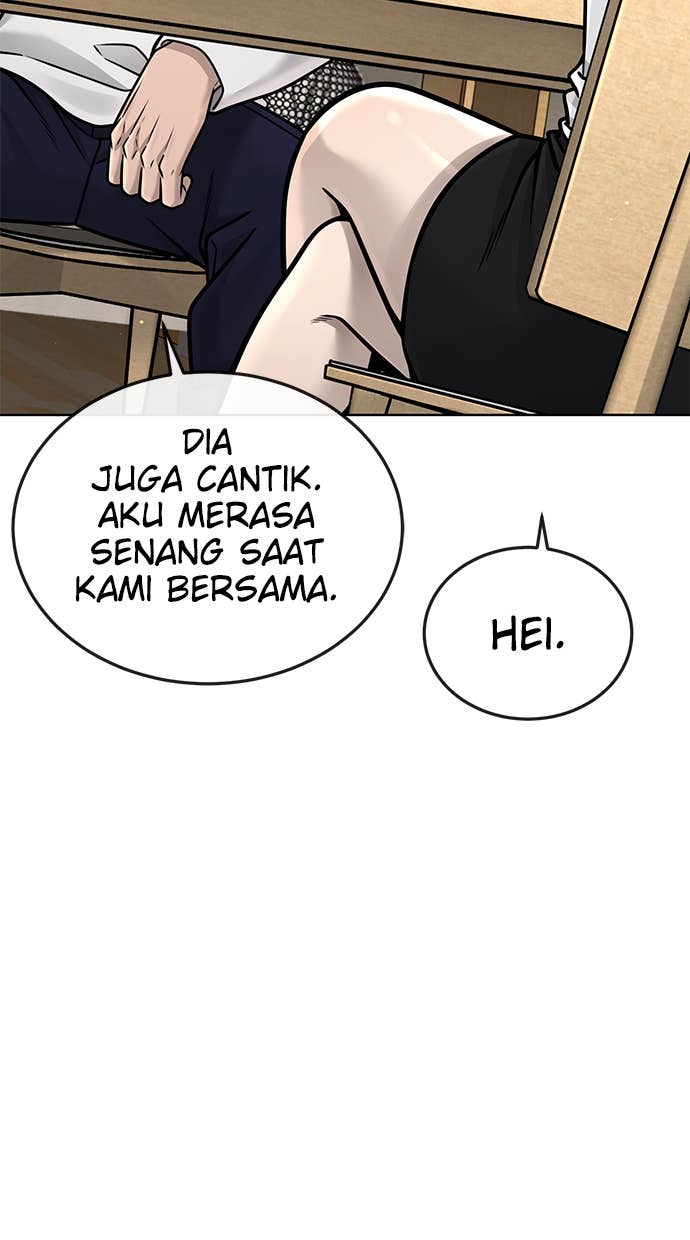 DIA
JUGA CANTIK.
AKU MERASA
SENANG SAAT
KAMI BERSAMA.
HEI.